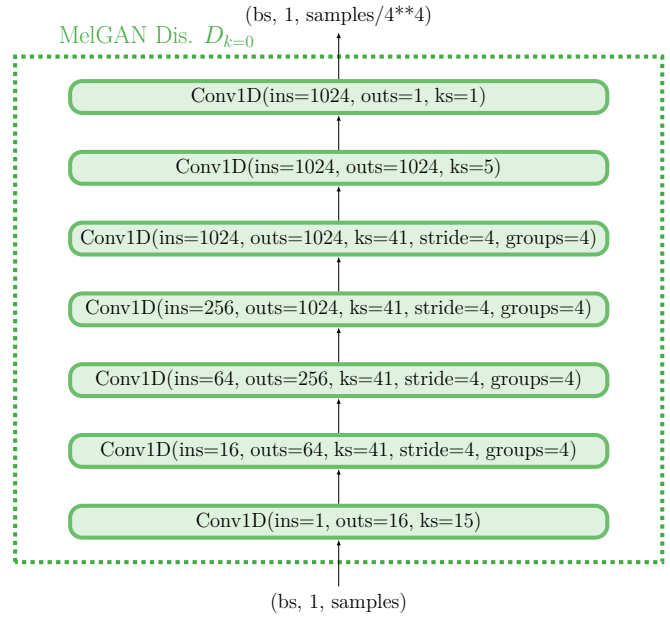 (bs, 1, samples/4**4)
MelGAN Dis. D_{k=0}
Conv1D(ins=1024, outs=1, ks=1)
Conv1D(ins=1024, outs=1024, ks=5)
Conv1D(ins=1024, outs=1024, ks=41, stride=4, groups=4)
Conv1D(ins=256, outs=1024, ks=41, stride=4, groups=4)
Conv1D(ins=64, outs=256, ks=41, stride=4, groups=4)
Conv1D(ins=16, outs=64, ks=41, stride=4, groups=4)
Conv1D(ins=1, outs=16, ks=15)
(bs, 1, samples)